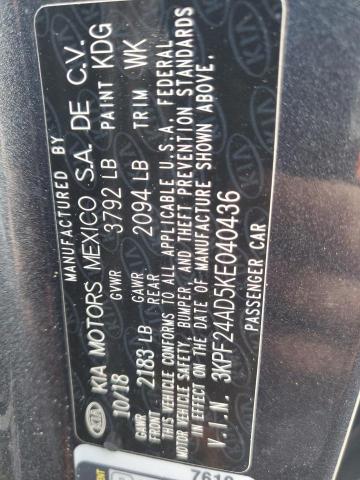 MANUFACTURED BY
KIA KIA MOTORS MEXICO S.A. DE C.V.
10/18 GVWR 3792 LB PAINT KDG
GAWR FRONT 2183 LB GAWR REAR 2094 LB TRIM WK
THIS VEHICLE CONFORMS TO ALL APPLICABLE U.S.A. FEDERAL
MOTOR VEHICLE SAFETY, BUMPER, AND THEFT PREVENTION STANDARDS
IN EFFECT ON THE DATE OF MANUFACTURE SHOWN ABOVE.
V.I.N. 3KPF24AD5KE040436
PASSENGER CAR